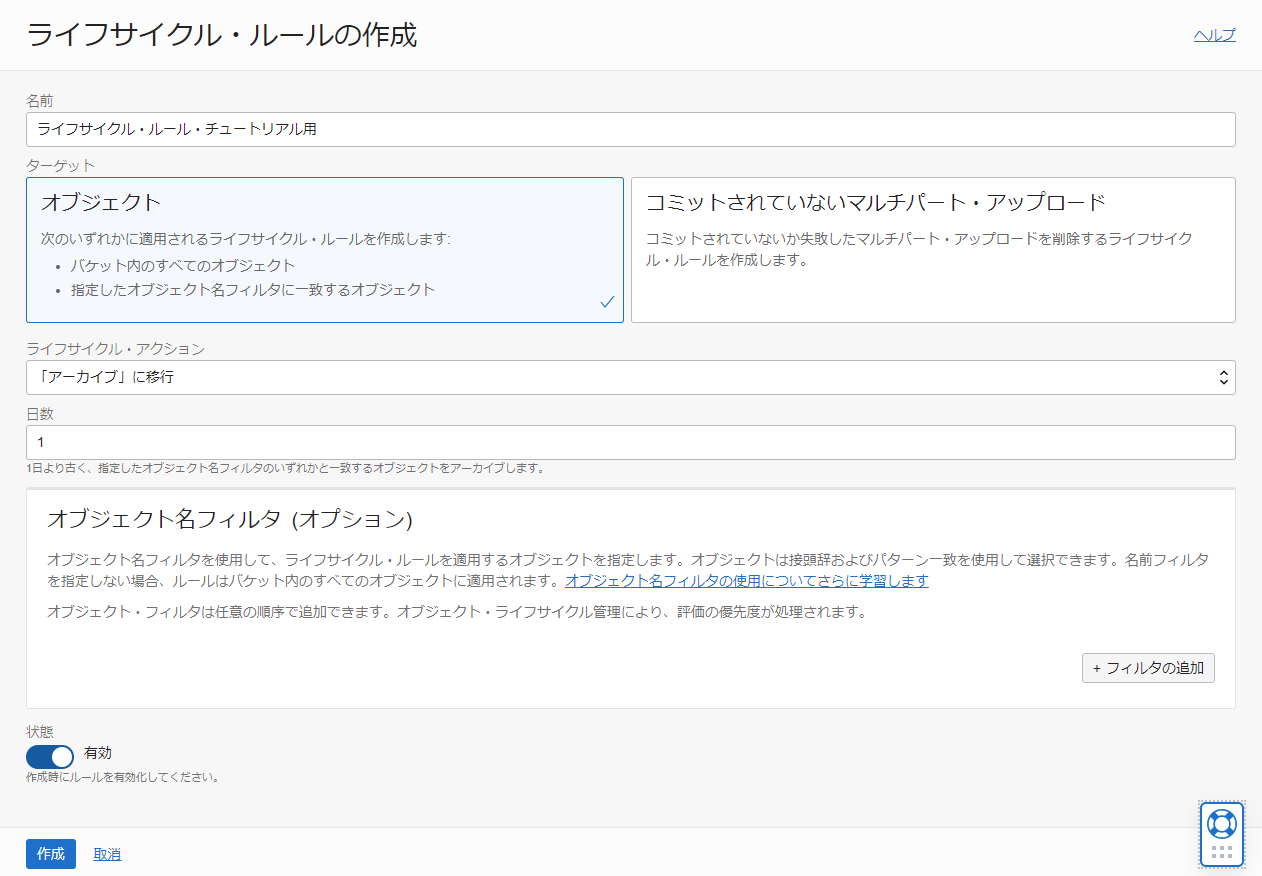 ライフサイクル・ルールの作成
ヘルプ
名前
ライフサイクル・ルール・チュートリアル用
ターゲット
オブジェクト
次のいずれかに適用されるライフサイクル・ルールを作成します:
• バケット内のすべてのオブジェクト
• 指定したオブジェクト名フィルタに一致するオブジェクト
コミットされていないマルチパート・アップロード
コミットされていないか失敗したマルチパート・アップロードを削除するライフサイク
ル・ルールを作成します。
ライフサイクル・アクション
「アーカイブ」に移行
日数
1
1日より古く、指定したオブジェクト名フィルタのいずれかと一致するオブジェクトをアーカイブします。
オブジェクト名フィルタ (オプション)
オブジェクト名フィルタを使用して、ライフサイクル・ルールを適用するオブジェクトを指定します。オブジェクトは接頭辞およびパターン一致を使用して選択できます。名前フィルタ
を指定しない場合、ルールはバケット内のすべてのオブジェクトに適用されます。オブジェクト名フィルタの使用についてさらに学習します
オブジェクト・フィルタは任意の順序で追加できます。オブジェクト・ライフサイクル管理により、評価の優先度が処理されます。
+ フィルタの追加
状態
有効
作成時にルールを有効化してください。
作成
取消